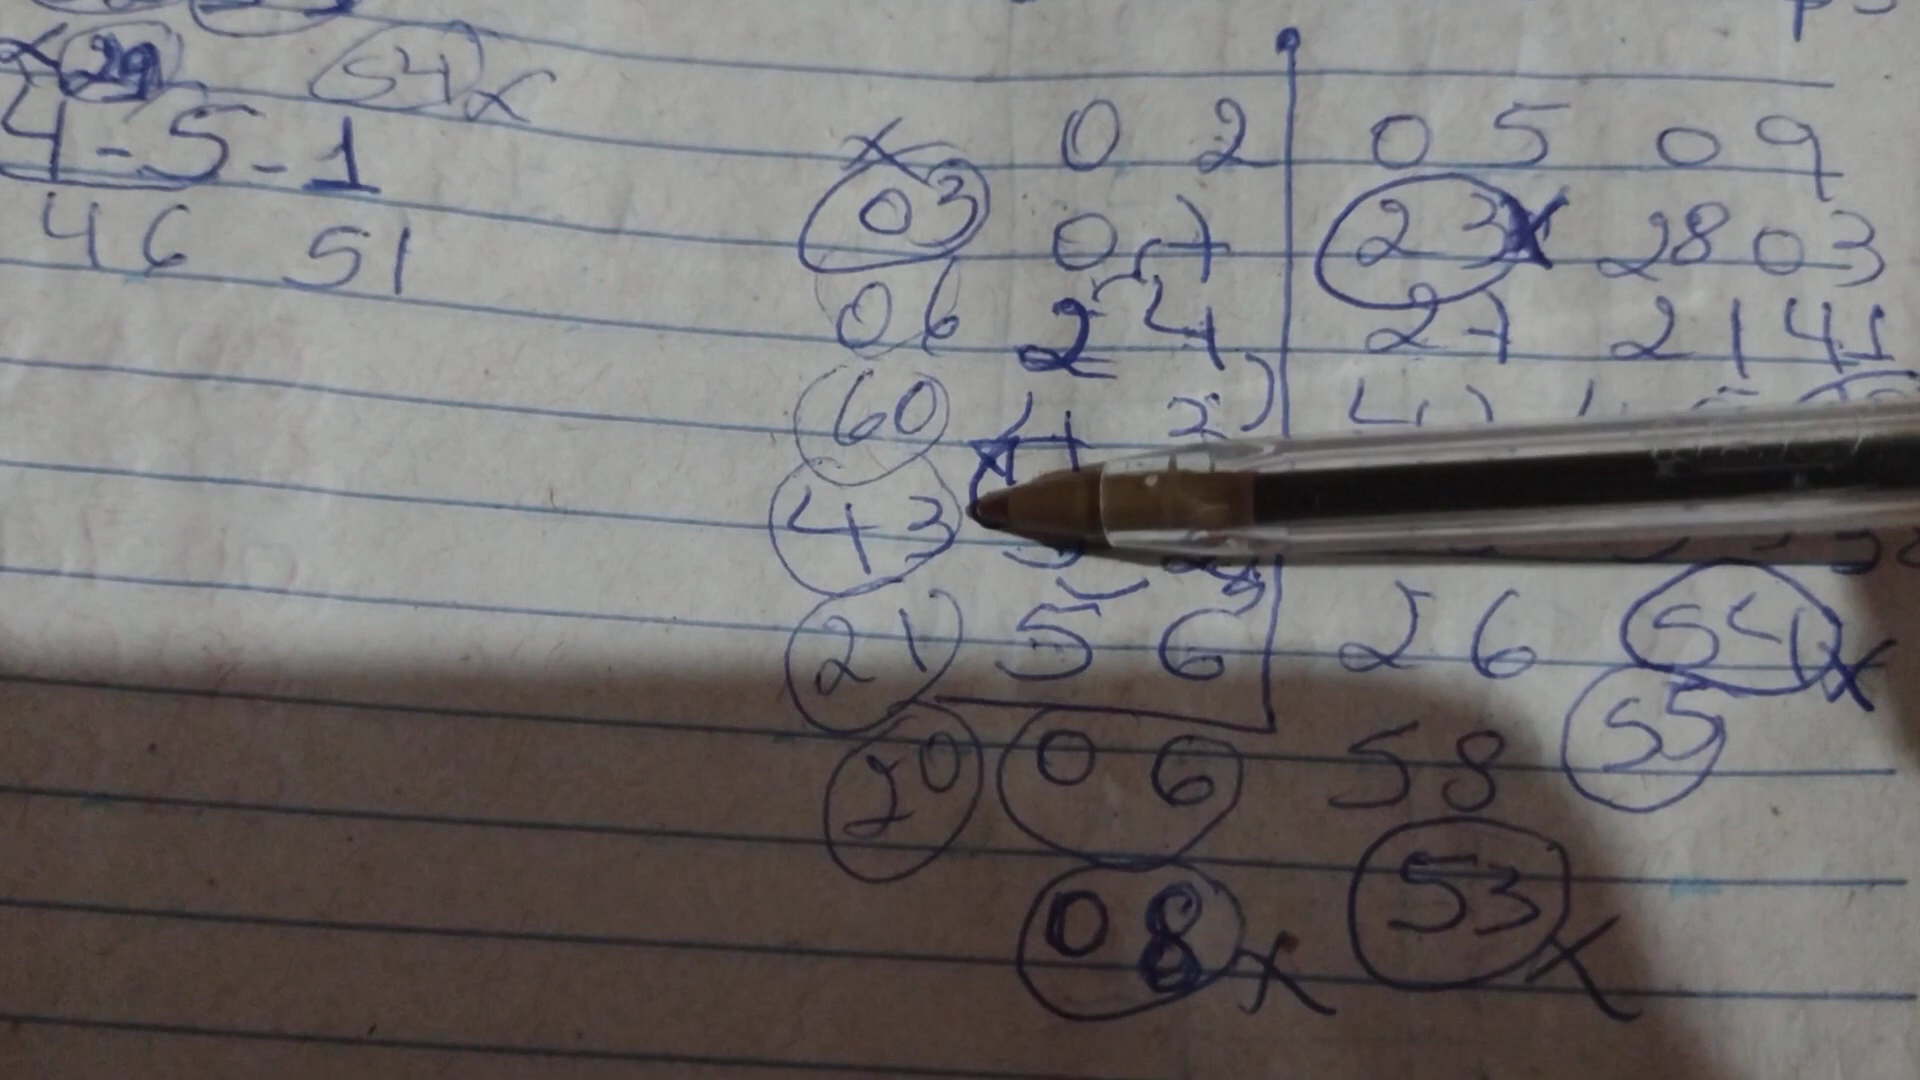 29 54 x
4-5-1
46 51
x 02 05 09
03 07 23 x 28 03
06 24 27 21 41
60
43
21 56 26 54 x
20 06 58 55
08 x 53 x